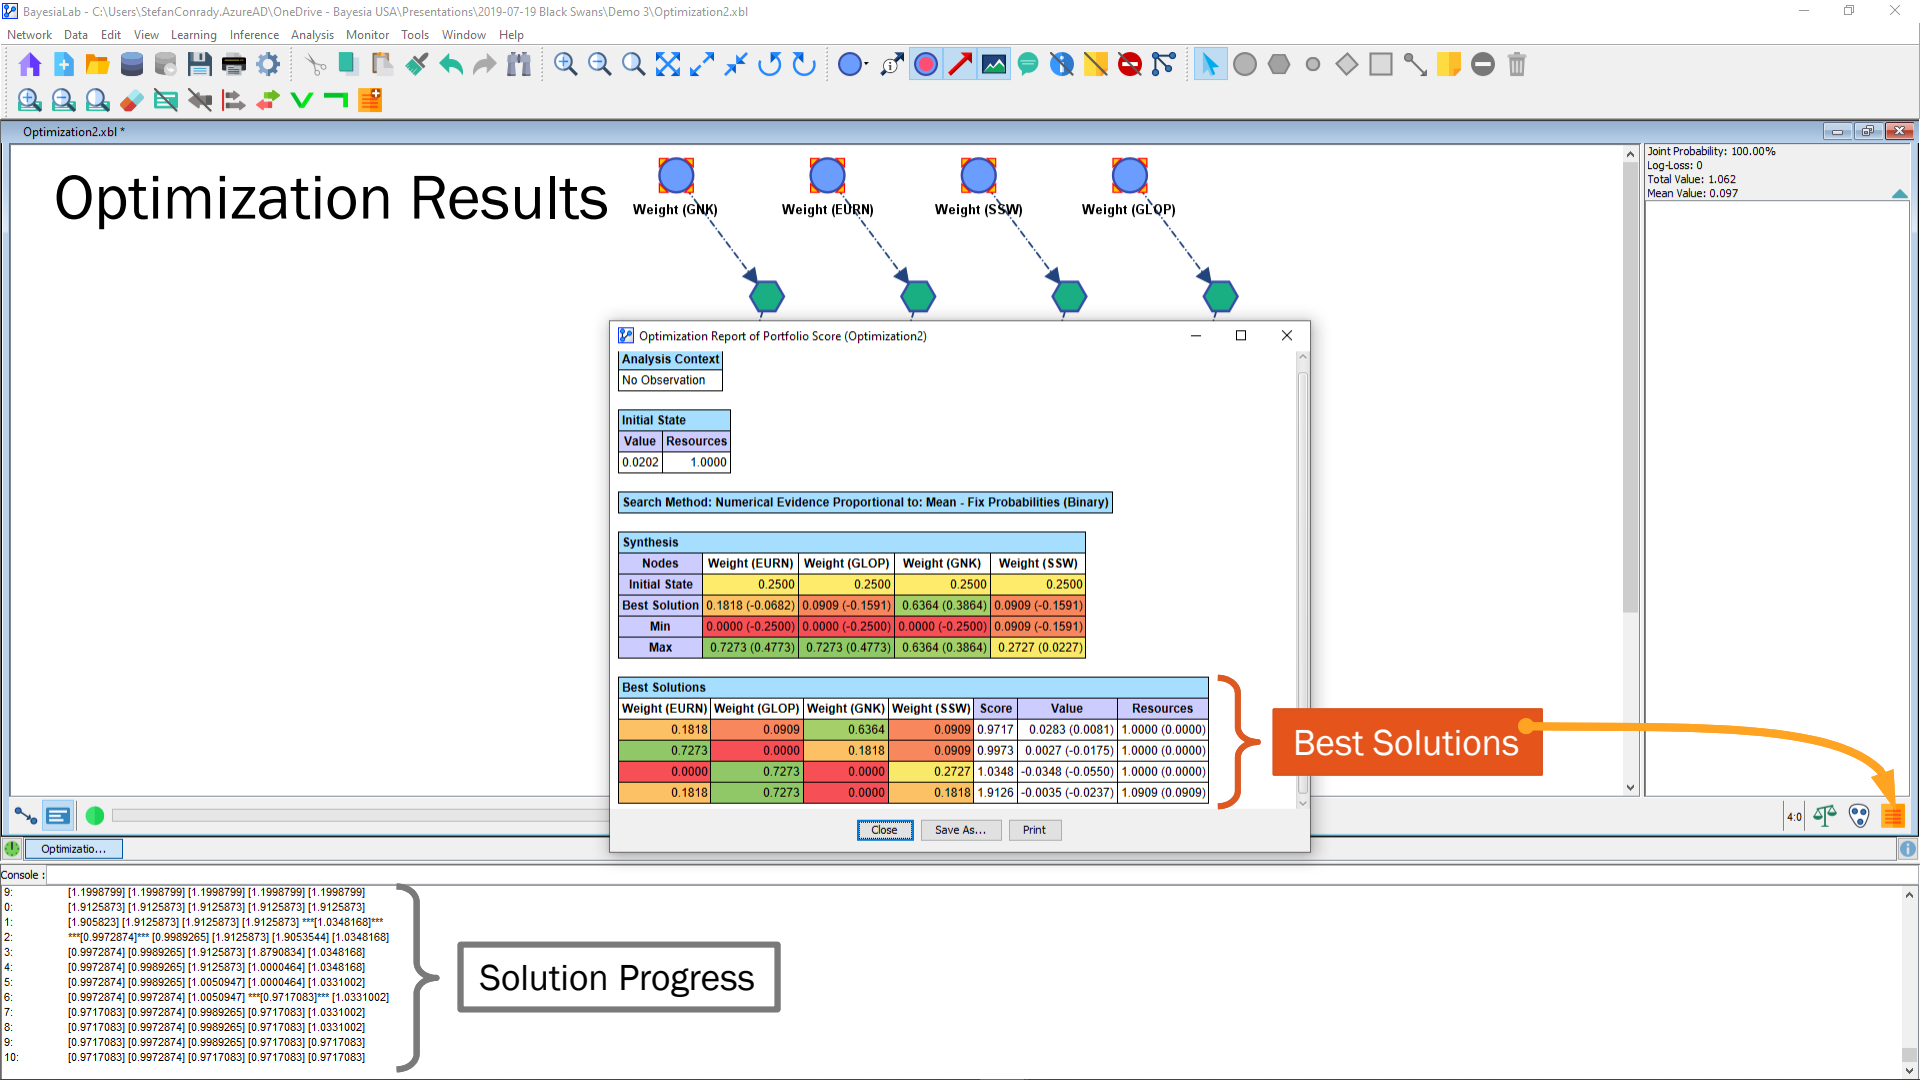 BayesiaLab - C:\Users\StefanConrady.AzureAD\OneDrive - Bayesia USA\Presentations\2019-07-19 Black Swans\Demo 3\Optimization2.xbl
Network Data Edit View Learning Inference Analysis Monitor Tools Window Help
Optimization2.xbl *
Optimization Results
Weight (GNK) Weight (EURN) Weight (SSW) Weight (GLOP)
Joint Probability: 100.00%
Log-Loss: 0
Total Value: 1.062
Mean Value: 0.097
Optimization Report of Portfolio Score (Optimization2)
Analysis Context
No Observation
Initial State
Value Resources
0.0202 1.0000
Search Method: Numerical Evidence Proportional to: Mean - Fix Probabilities (Binary)
Synthesis
Nodes Weight (EURN) Weight (GLOP) Weight (GNK) Weight (SSW)
Initial State 0.2500 0.2500 0.2500 0.2500
Best Solution 0.1818 (-0.0682) 0.0909 (-0.1591) 0.6364 (0.3864) 0.0909 (-0.1591)
Min 0.0000 (-0.2500) 0.0000 (-0.2500) 0.0000 (-0.2500) 0.0909 (-0.1591)
Max 0.7273 (0.4773) 0.7273 (0.4773) 0.6364 (0.3864) 0.2727 (0.0227)
Best Solutions
Weight (EURN) Weight (GLOP) Weight (GNK) Weight (SSW) Score Value Resources
0.1818 0.0909 0.6364 0.0909 0.9717 0.0283 (0.0081) 1.0000 (0.0000)
0.7273 0.0000 0.1818 0.0909 0.9973 0.0027 (-0.0175) 1.0000 (0.0000)
0.0000 0.7273 0.0000 0.2727 1.0348 -0.0348 (-0.0550) 1.0000 (0.0000)
0.1818 0.7273 0.0000 0.1818 1.9126 -0.0035 (-0.0237) 1.0909 (0.0909)
Best Solutions
Close Save As... Print
4:0
Optimizatio...
Console :
9: [1.1998799] [1.1998799] [1.1998799] [1.1998799] [1.1998799]
0: [1.9125873] [1.9125873] [1.9125873] [1.9125873] [1.9125873]
1: [1.905823] [1.9125873] [1.9125873] [1.9125873] ***[1.0348168]***
2: ***[0.9972874]*** [0.9989265] [1.9125873] [1.9053544] [1.0348168]
3: [0.9972874] [0.9989265] [1.9125873] [1.8790834] [1.0348168]
4: [0.9972874] [0.9989265] [1.9125873] [1.0000464] [1.0348168]
5: [0.9972874] [0.9989265] [1.0050947] [1.0000464] [1.0331002]
6: [0.9972874] [0.9972874] [1.0050947] ***[0.9717083]*** [1.0331002]
7: [0.9717083] [0.9972874] [0.9989265] [0.9717083] [1.0331002]
8: [0.9717083] [0.9972874] [0.9989265] [0.9717083] [1.0331002]
9: [0.9717083] [0.9972874] [0.9989265] [0.9717083] [0.9717083]
10: [0.9717083] [0.9972874] [0.9717083] [0.9717083] [0.9717083]
Solution Progress